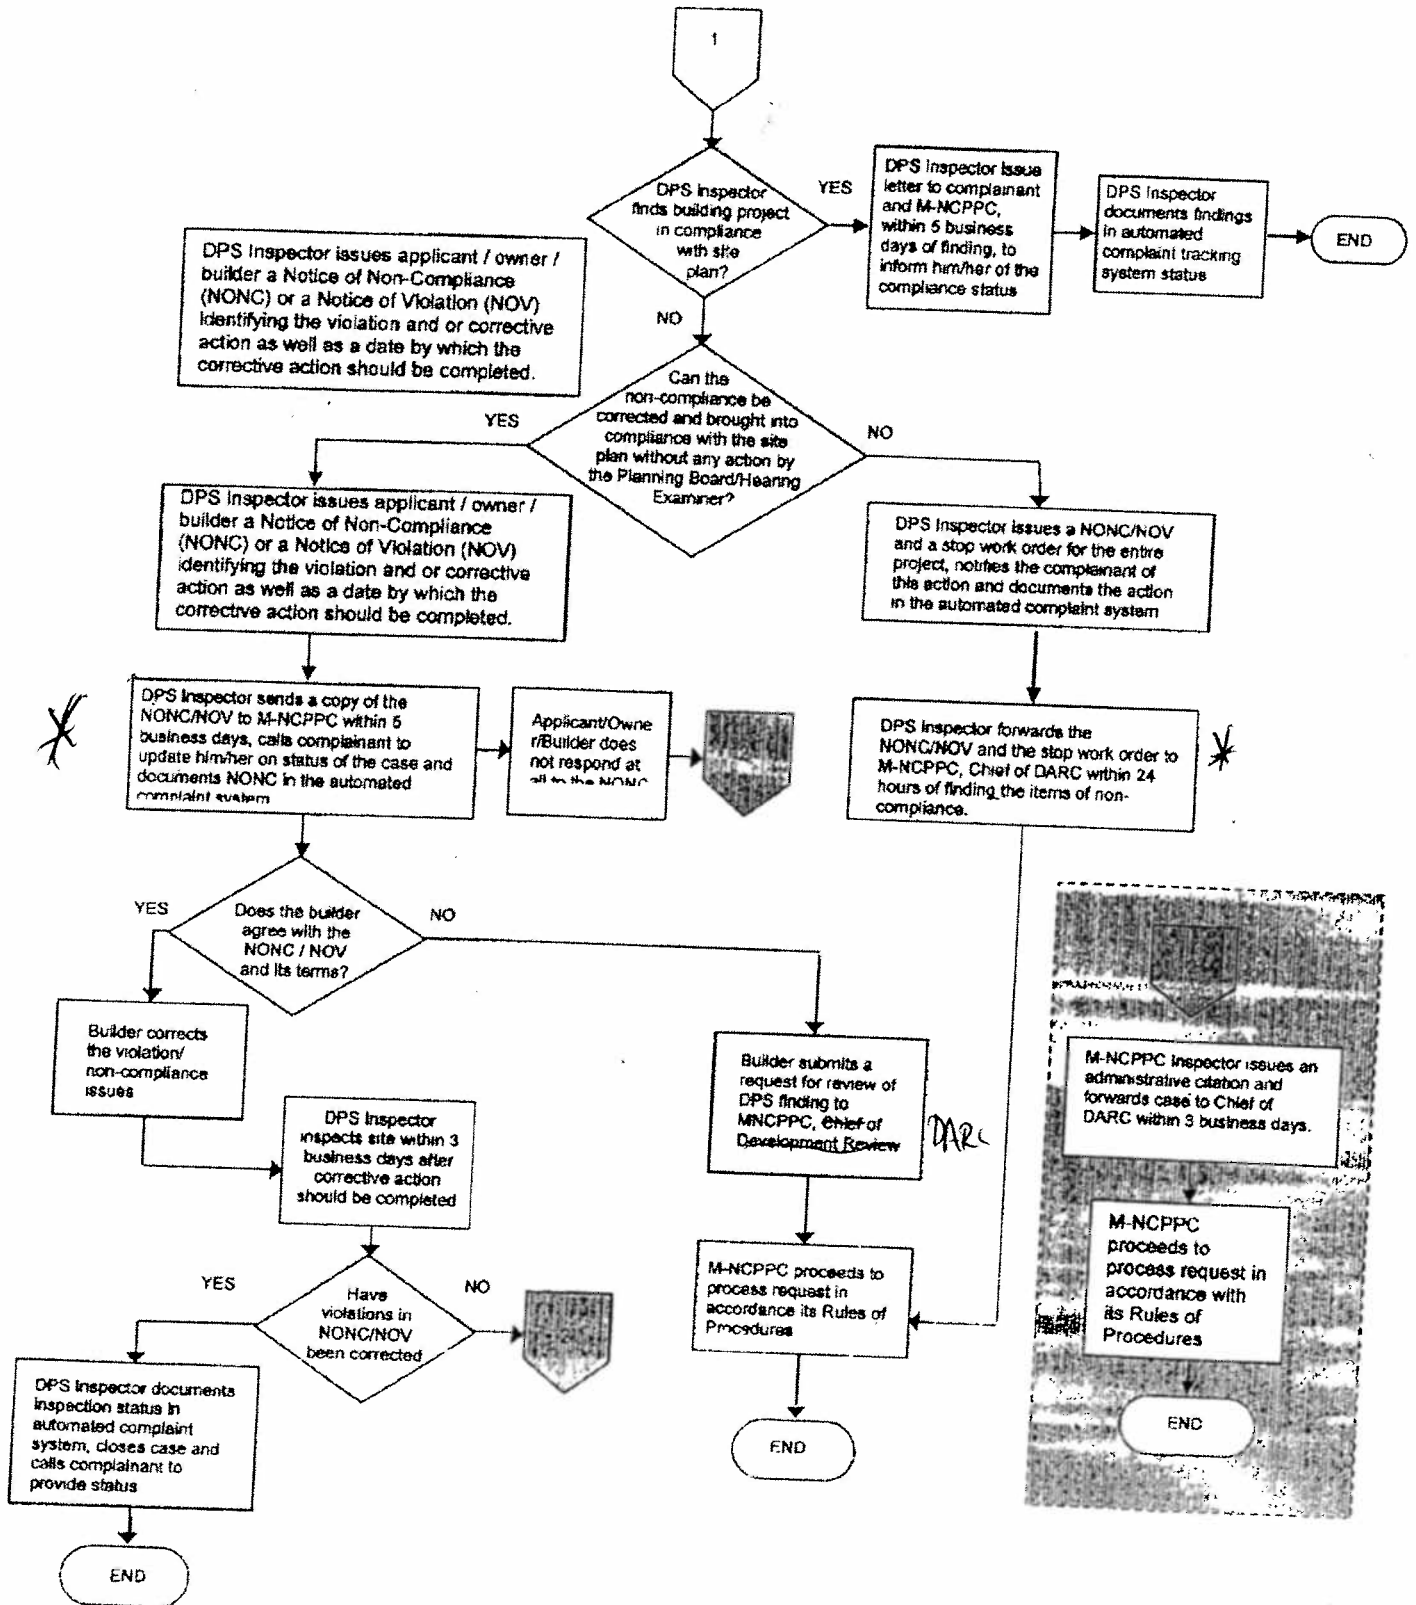 1
DPS Inspector
finds building project
in compliance
with site
plan?
YES
DPS Inspector issue
letter to complainant
and M-NCPPC,
within 5 business
days of finding, to
inform him/her of the
compliance status
DPS Inspector
documents findings
in automated
complaint tracking
system status
END
DPS Inspector issues applicant / owner /
builder a Notice of Non-Compliance
(NONC) or a Notice of Violation (NOV)
identifying the violation and or corrective
action as well as a date by which the
corrective action should be completed.
NO
Can the
non-compliance be
corrected and brought into
compliance with the site
plan without any action by
the Planning Board/Hearing
Examiner?
YES
NO
DPS Inspector issues applicant / owner /
builder a Notice of Non-Compliance
(NONC) or a Notice of Violation (NOV)
identifying the violation and or corrective
action as well as a date by which the
corrective action should be completed.
DPS Inspector issues a NONC/NOV
and a stop work order for the entire
project, notifies the complainant of
this action and documents the action
in the automated complaint system
DPS Inspector sends a copy of the
NONC/NOV to M-NCPPC within 5
business days, calls complainant to
update him/her on status of the case and
documents NONC in the automated
complaint system
Applicant/Owne
r/Builder does
not respond at
all to the NONC
DPS Inspector forwards the
NONC/NOV and the stop work order to
M-NCPPC, Chief of DARC within 24
hours of finding the items of non-
compliance.
Does the builder
agree with the
NONC / NOV
and its terms?
YES
NO
Builder corrects
the violation/
non-compliance
issues
DPS Inspector
inspects site within 3
business days after
corrective action
should be completed
Builder submits a
request for review of
DPS finding to
MNCPPC, Chief of
Development Review
DARC
M-NCPPC Inspector issues an
administrative citation and
forwards case to Chief of
DARC within 3 business days.
M-NCPPC
proceeds to
process request in
accordance with
its Rules of
Procedures
END
Have
violations in
NONC/NOV
been corrected
YES
NO
M-NCPPC proceeds to
process request in
accordance its Rules of
Procedures
END
DPS Inspector documents
inspection status in
automated complaint
system, closes case and
calls complainant to
provide status
END